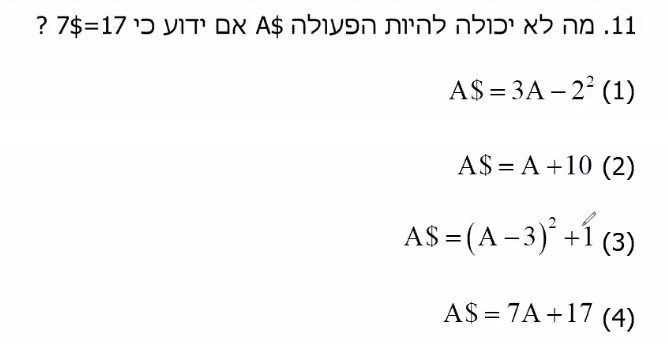 11. מה לא יכולה להיות הפעולה A$ אם ידוע כי 7$=17 ?
(1) A$ = 3A − 2²
(2) A$ = A + 10
(3) A$ = (A − 3)² + 1
(4) A$ = 7A + 17